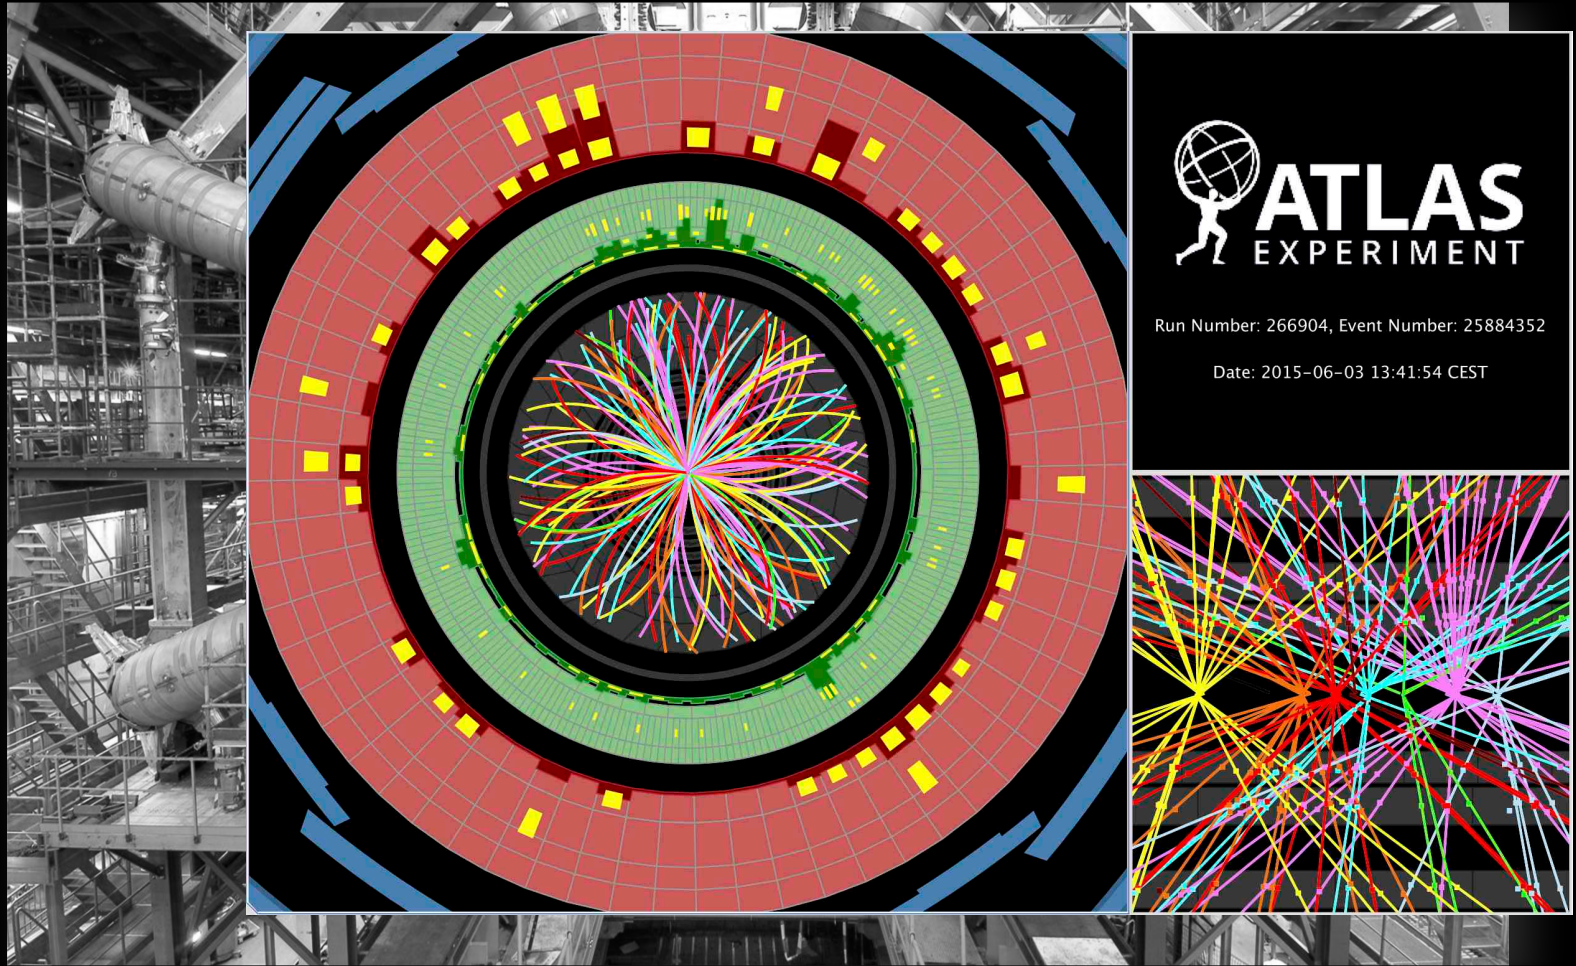 ATLAS
EXPERIMENT
Run Number: 266904, Event Number: 25884352
Date: 2015-06-03 13:41:54 CEST